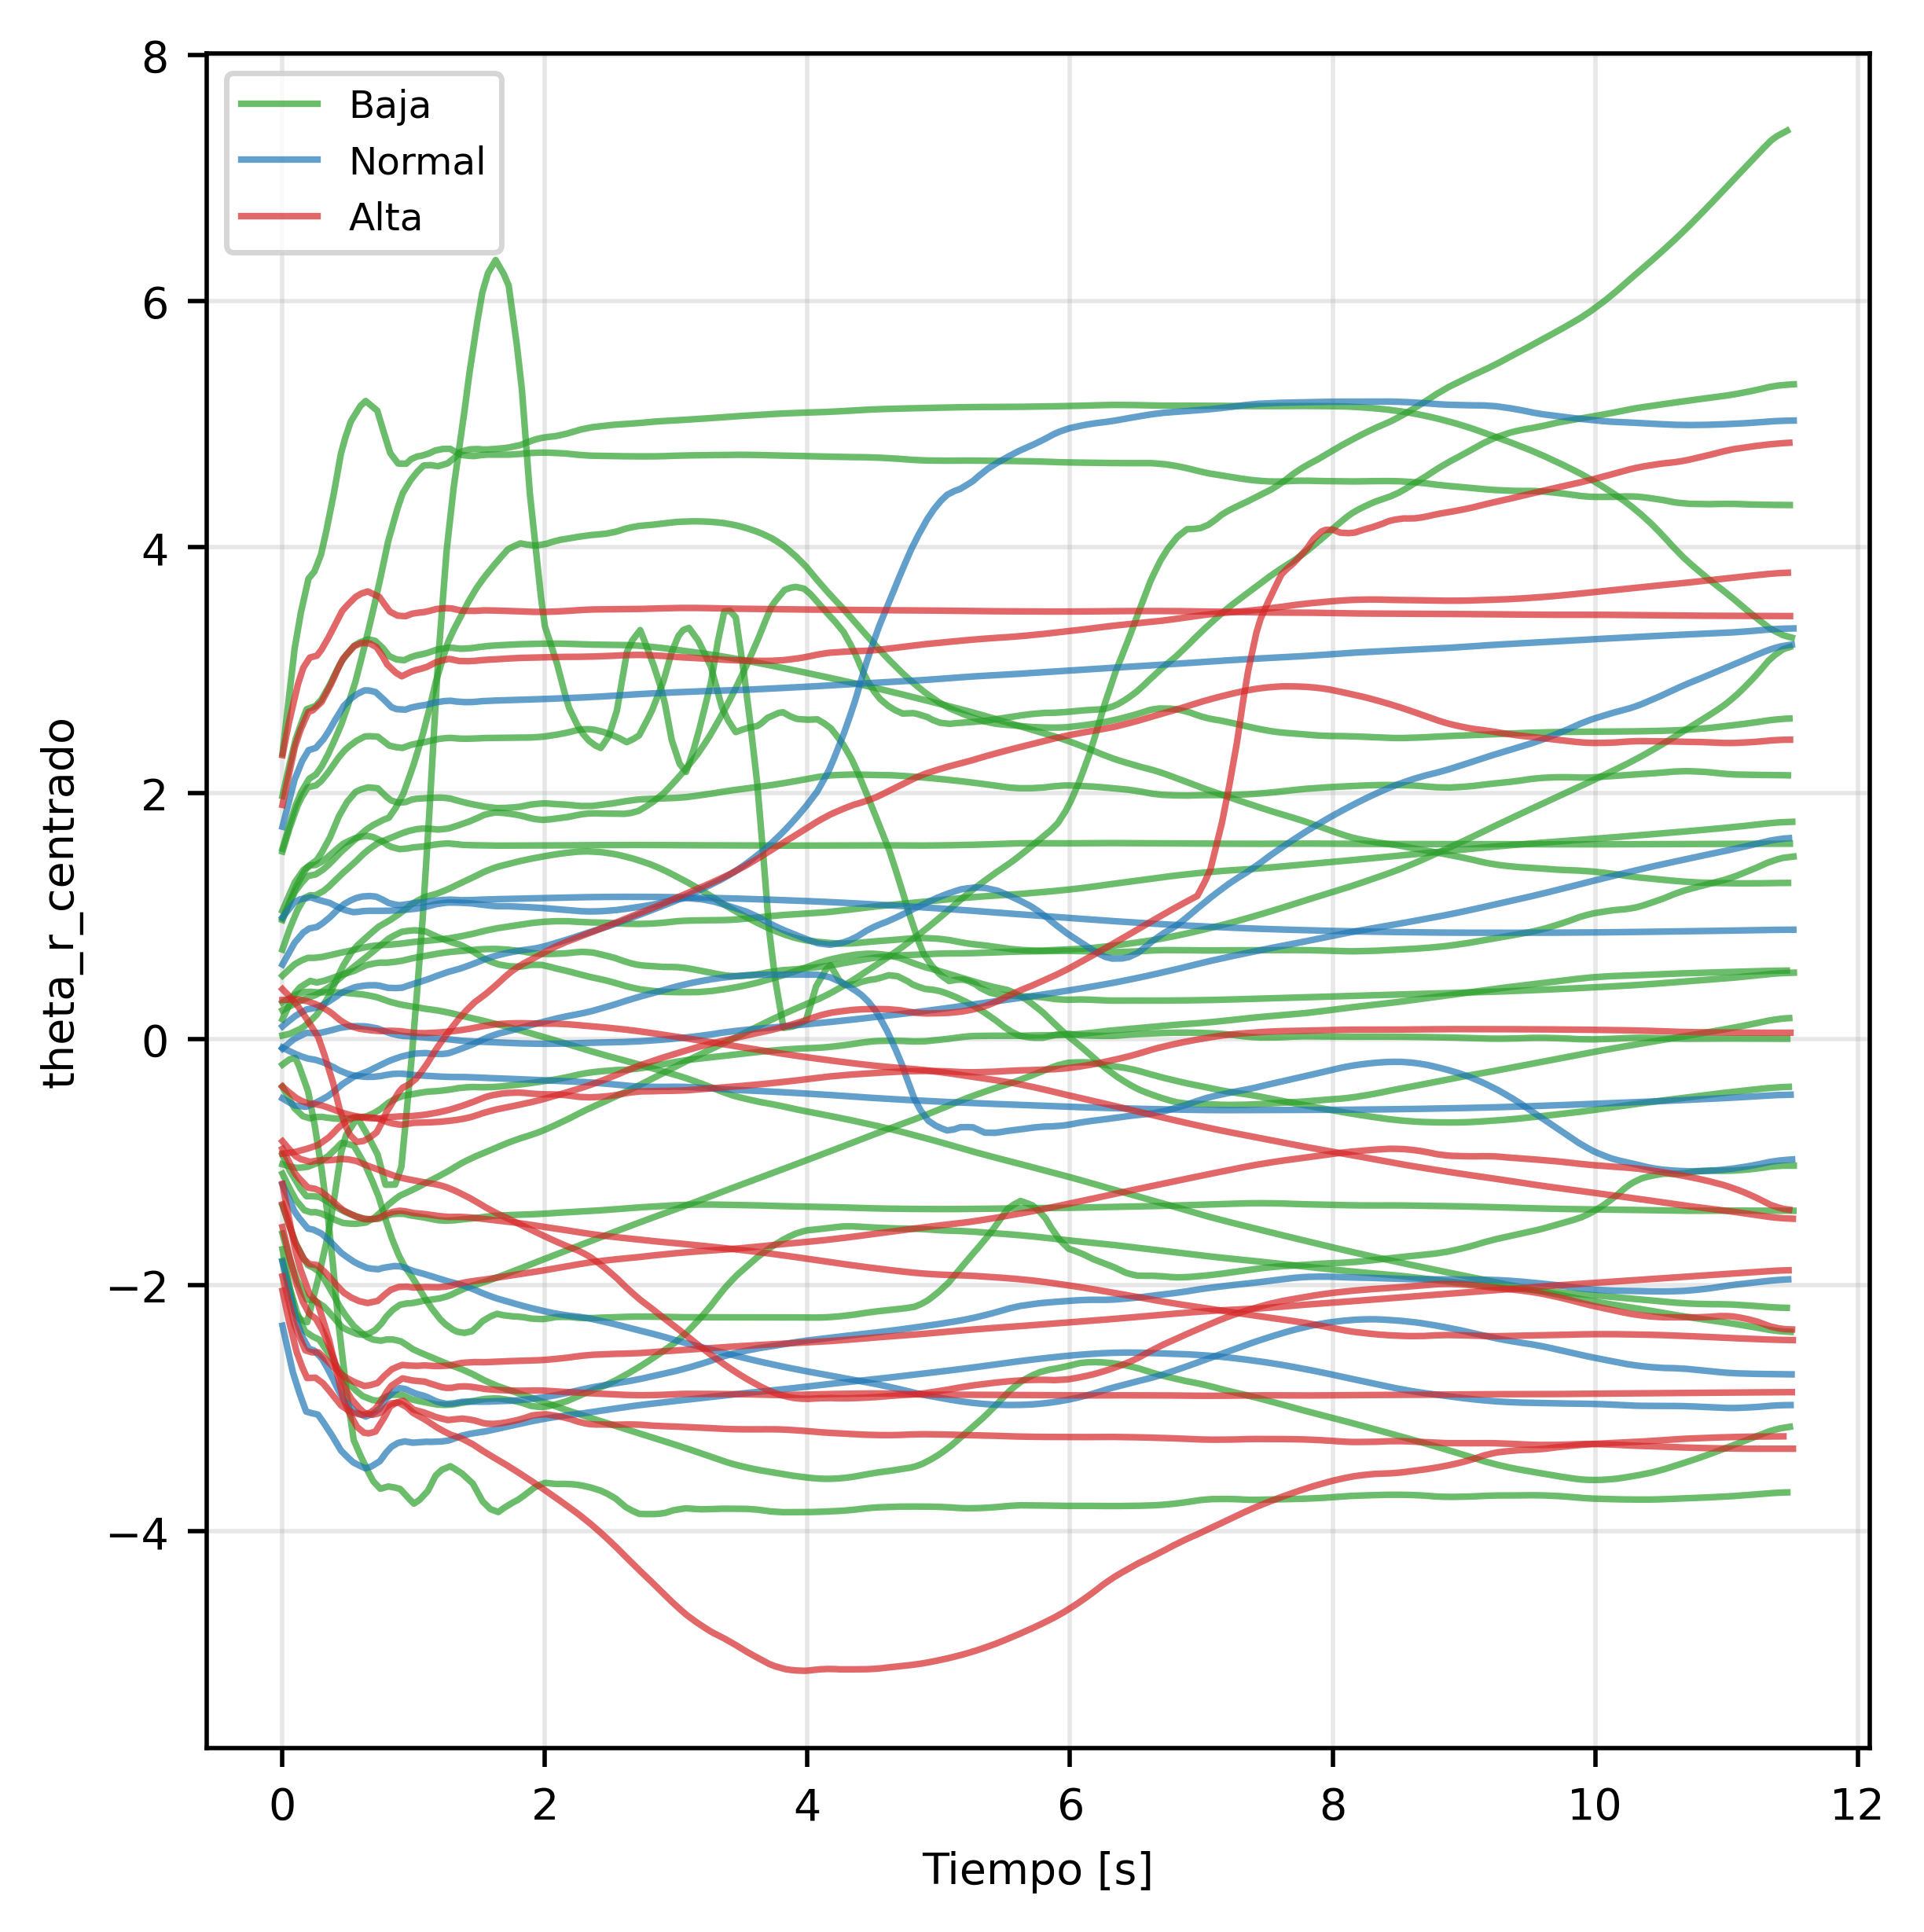 8
6
4
2
0
−2
−4
theta_r_centrado
Baja
Normal
Alta
0 2 4 6 8 10 12
Tiempo [s]